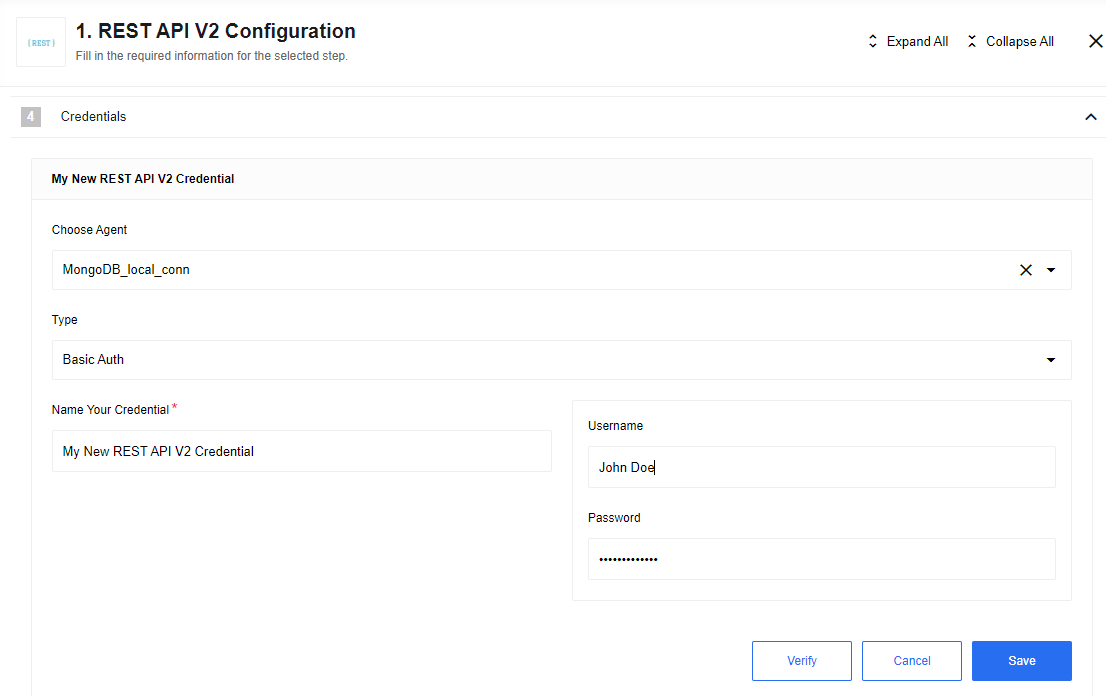 {REST}
1. REST API V2 Configuration
Fill in the required information for the selected step.
Expand All
Collapse All
4 Credentials
My New REST API V2 Credential
Choose Agent
MongoDB_local_conn
Type
Basic Auth
Name Your Credential *
My New REST API V2 Credential
Username
John Doe
Password
•••••••••••••
Verify
Cancel
Save